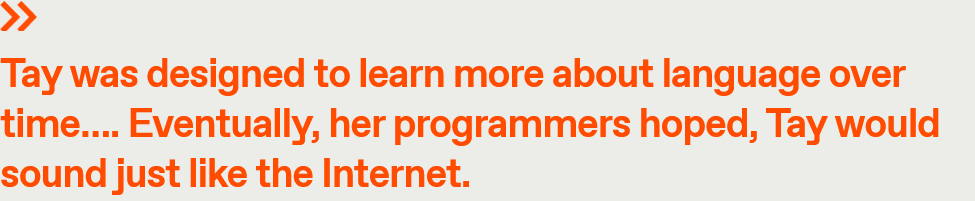 »
Tay was designed to learn more about language over
time.... Eventually, her programmers hoped, Tay would
sound just like the Internet.